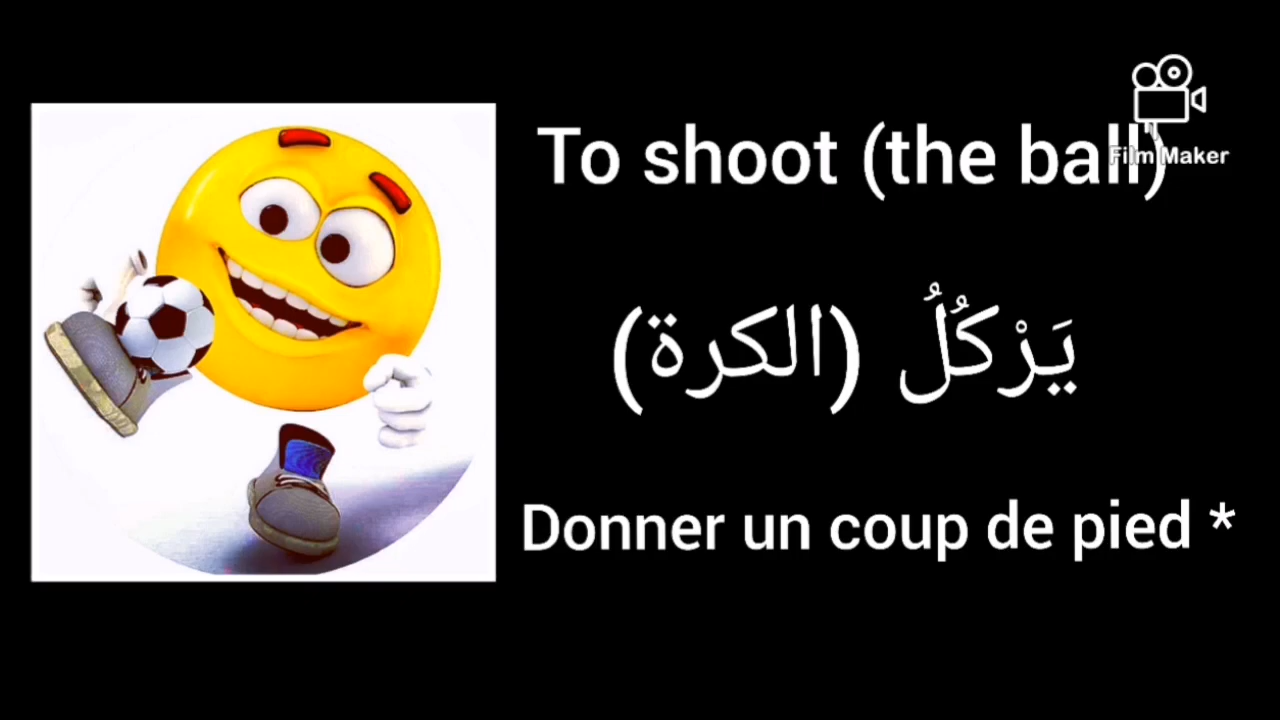 To shoot (the ball)
Film Maker
يَرْكُلُ (الكرة)
Donner un coup de pied *